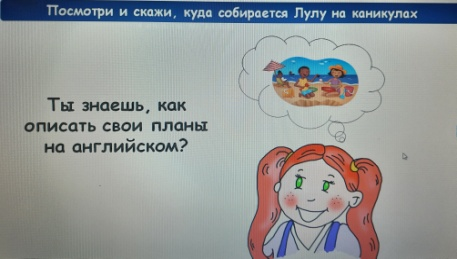 Посмотри и скажи, куда собирается Лулу на каникулах
Ты знаешь, как
описать свои планы
на английском?